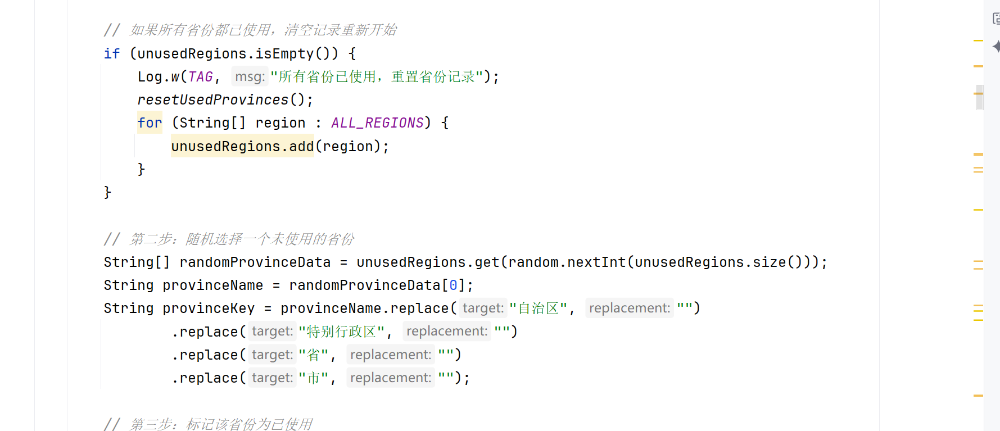 // 如果所有省份都已使用，清空记录重新开始
if (unusedRegions.isEmpty()) {
Log.w(TAG, msg: "所有省份已使用，重置省份记录");
resetUsedProvinces();
for (String[] region : ALL_REGIONS) {
unusedRegions.add(region);
}
}
// 第二步：随机选择一个未使用的省份
String[] randomProvinceData = unusedRegions.get(random.nextInt(unusedRegions.size()));
String provinceName = randomProvinceData[0];
String provinceKey = provinceName.replace( target: "自治区", replacement: "")
.replace( target: "特别行政区", replacement: "")
.replace( target: "省", replacement: "")
.replace( target: "市", replacement: "");
// 第三步：标记该省份为已使用